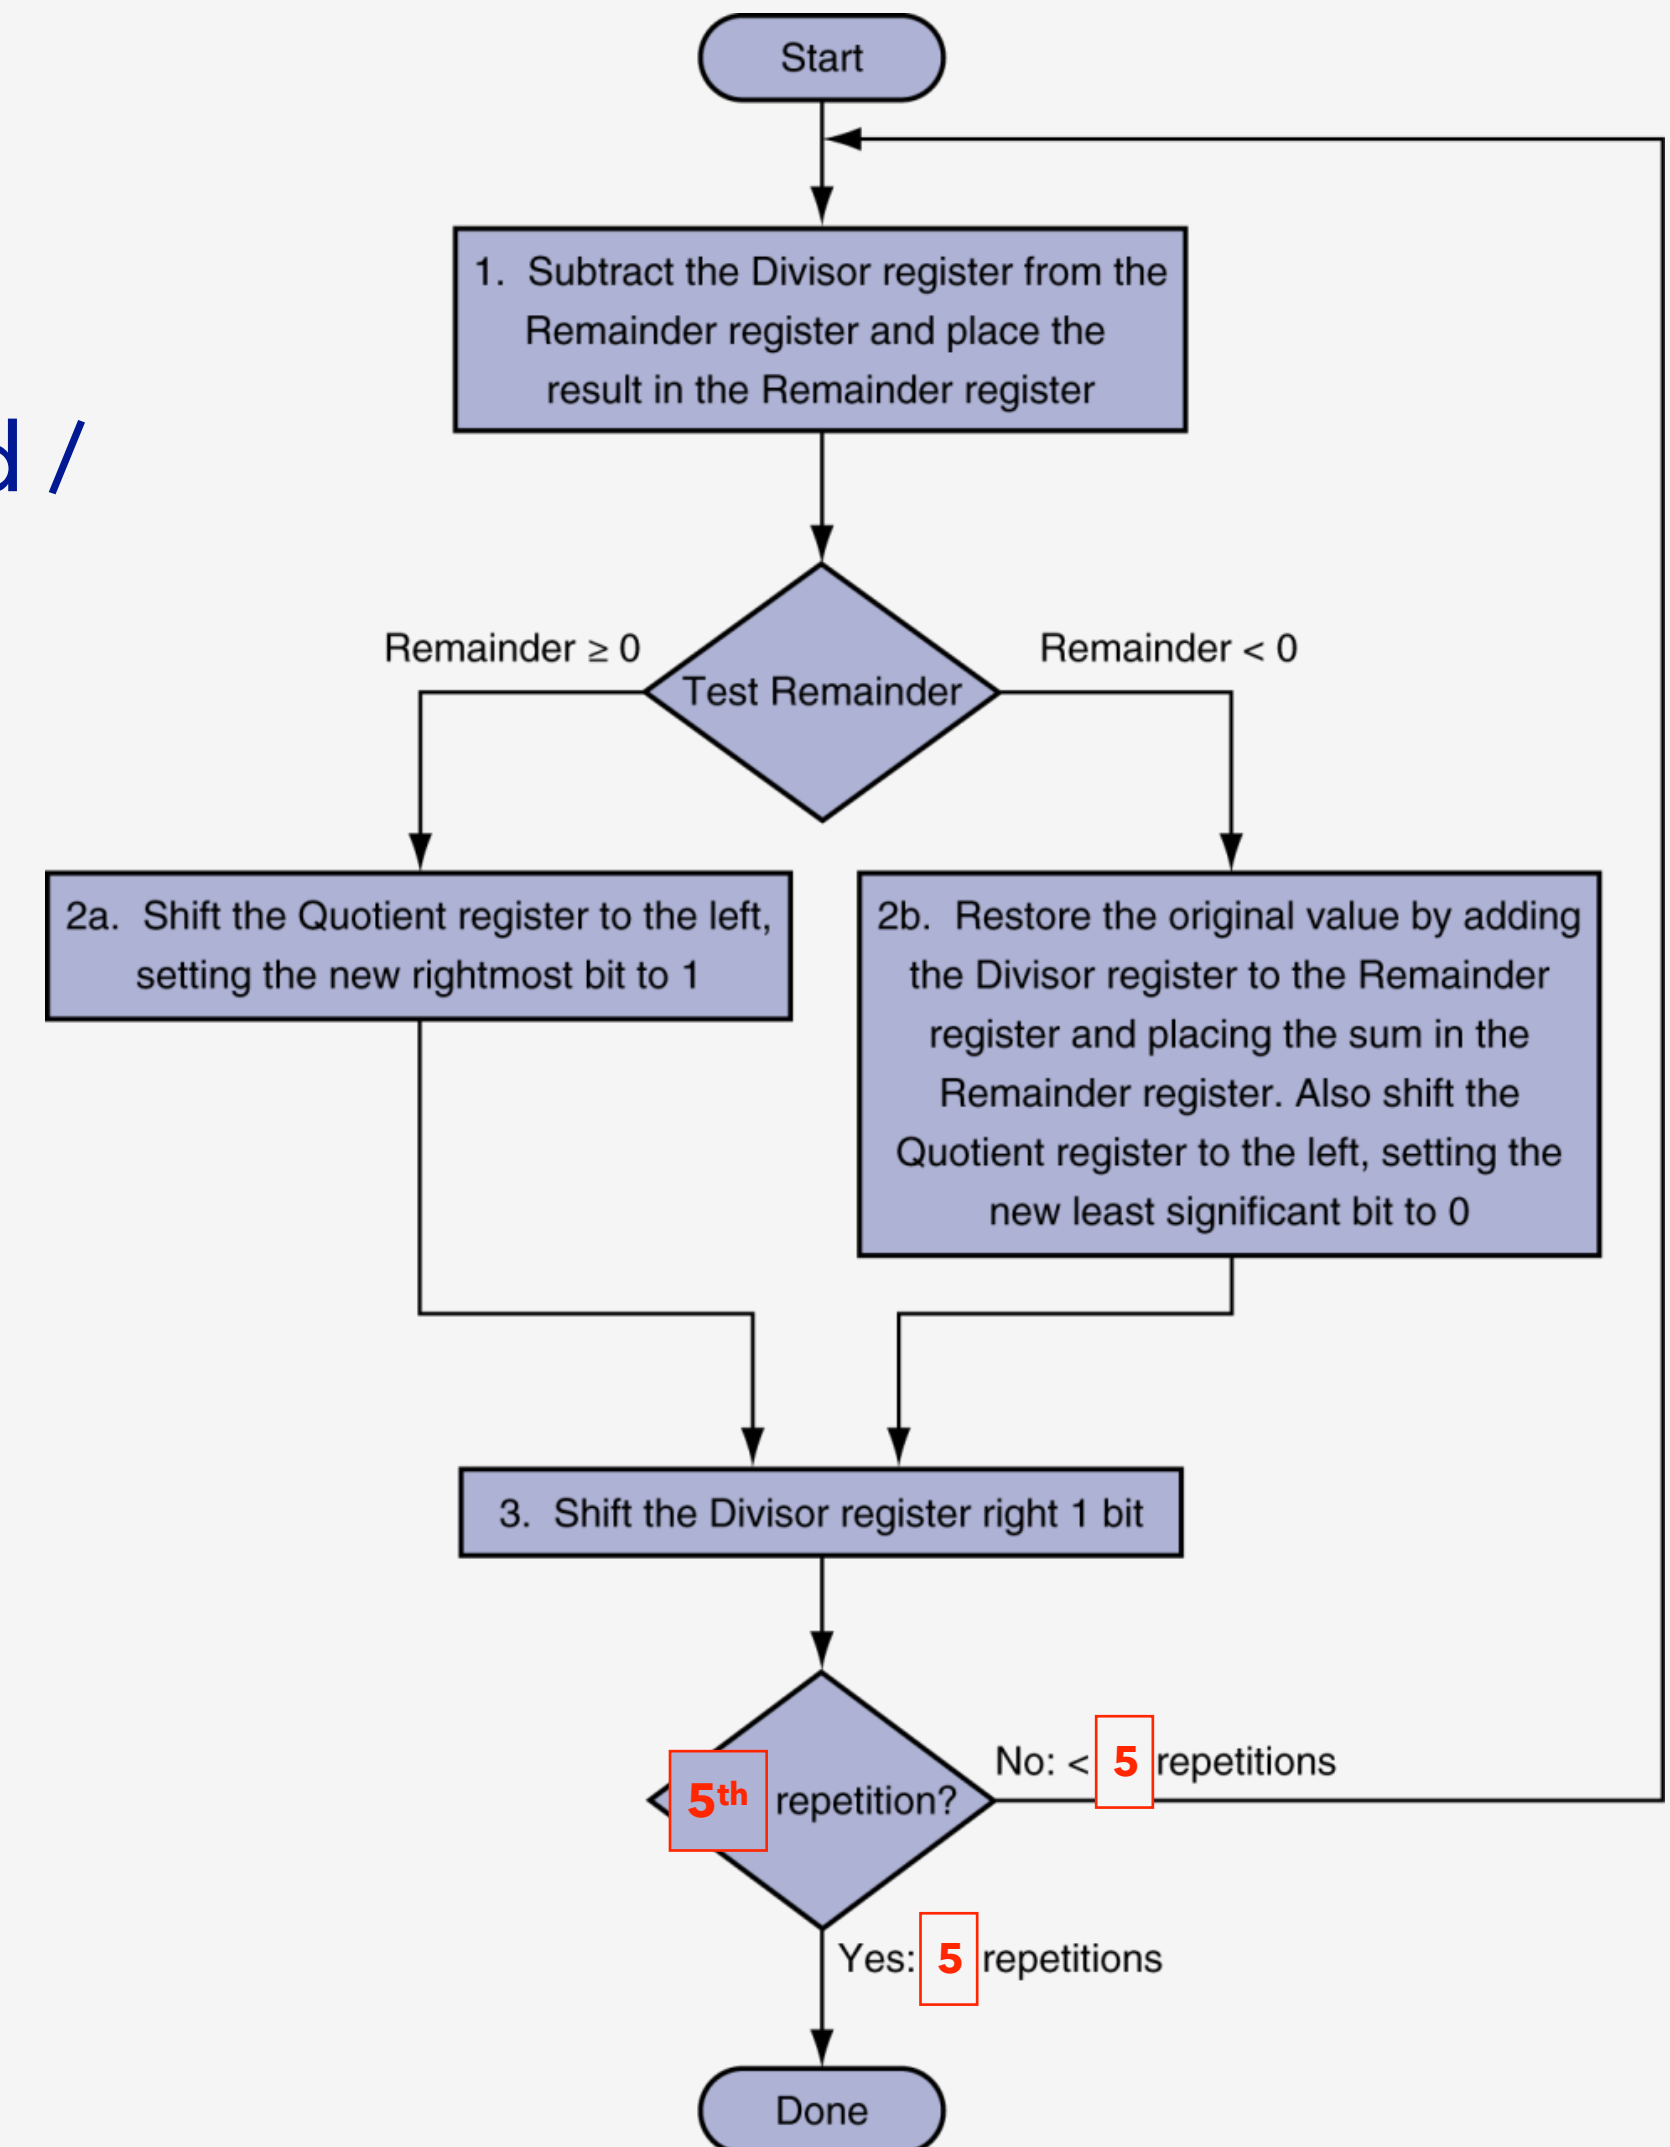 Start
1. Subtract the Divisor register from the
Remainder register and place the
result in the Remainder register
d /
Remainder ≥ 0
Remainder < 0
Test Remainder
2a. Shift the Quotient register to the left,
setting the new rightmost bit to 1
2b. Restore the original value by adding
the Divisor register to the Remainder
register and placing the sum in the
Remainder register. Also shift the
Quotient register to the left, setting the
new least significant bit to 0
3. Shift the Divisor register right 1 bit
No: < 5 repetitions
5th repetition?
Yes: 5 repetitions
Done